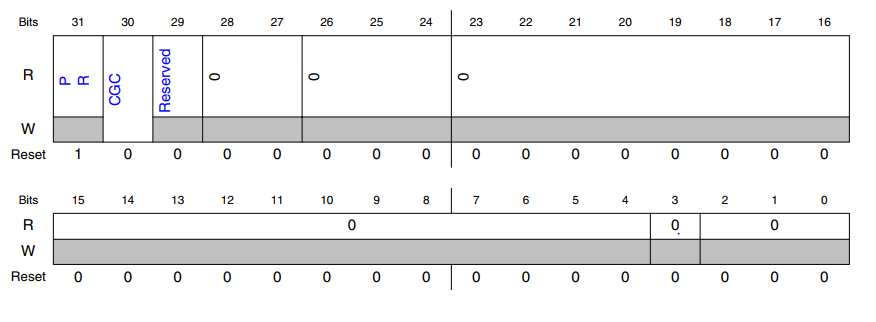 Bits 31 30 29 28 27 26 25 24 23 22 21 20 19 18 17 16
R PR CGC Reserved 0 0 0
W
Reset 1 0 0 0 0 0 0 0 0 0 0 0 0 0 0 0
Bits 15 14 13 12 11 10 9 8 7 6 5 4 3 2 1 0
R 0 0 0
W
Reset 0 0 0 0 0 0 0 0 0 0 0 0 0 0 0 0